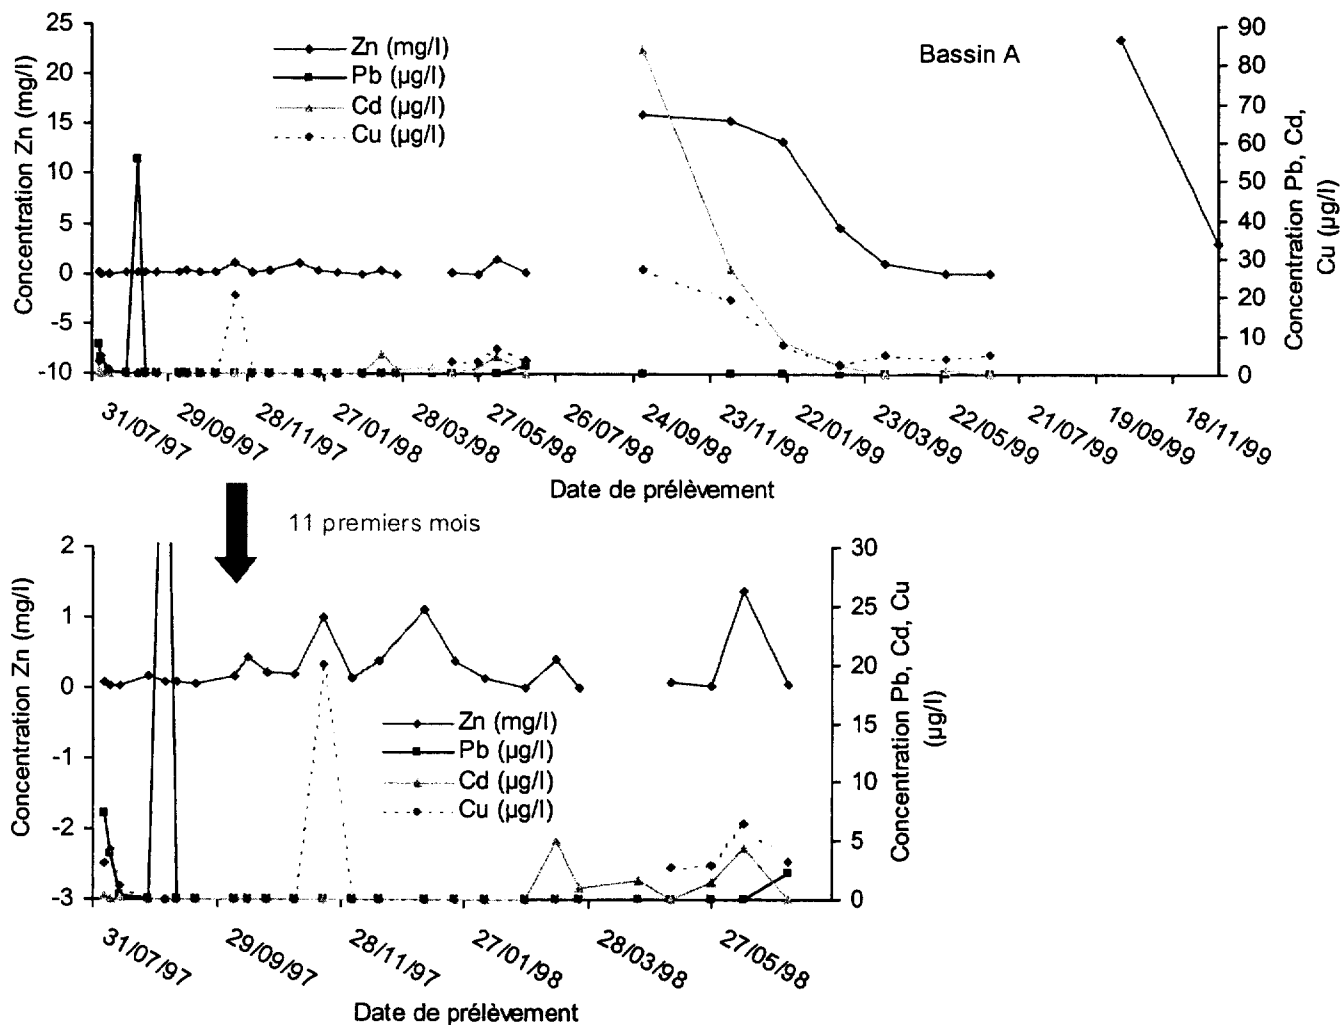 Bassin A
Zn (mg/l)
Pb (µg/l)
Cd (µg/l)
Cu (µg/l)
Concentration Zn (mg/l)
25
20
15
10
5
0
-5
-10
90
80
70
60
50
40
30
20
10
0
Concentration Pb, Cd,
Cu (µg/l)
31/07/97
29/09/97
28/11/97
27/01/98
28/03/98
27/05/98
26/07/98
24/09/98
23/11/98
22/01/99
23/03/99
22/05/99
21/07/99
19/09/99
18/11/99
Date de prélèvement
11 premiers mois
Concentration Zn (mg/l)
2
1
0
-1
-2
-3
Zn (mg/l)
Pb (µg/l)
Cd (µg/l)
Cu (µg/l)
30
25
20
15
10
5
0
Concentration Pb, Cd, Cu
(µg/l)
31/07/97
29/09/97
28/11/97
27/01/98
28/03/98
27/05/98
Date de prélèvement